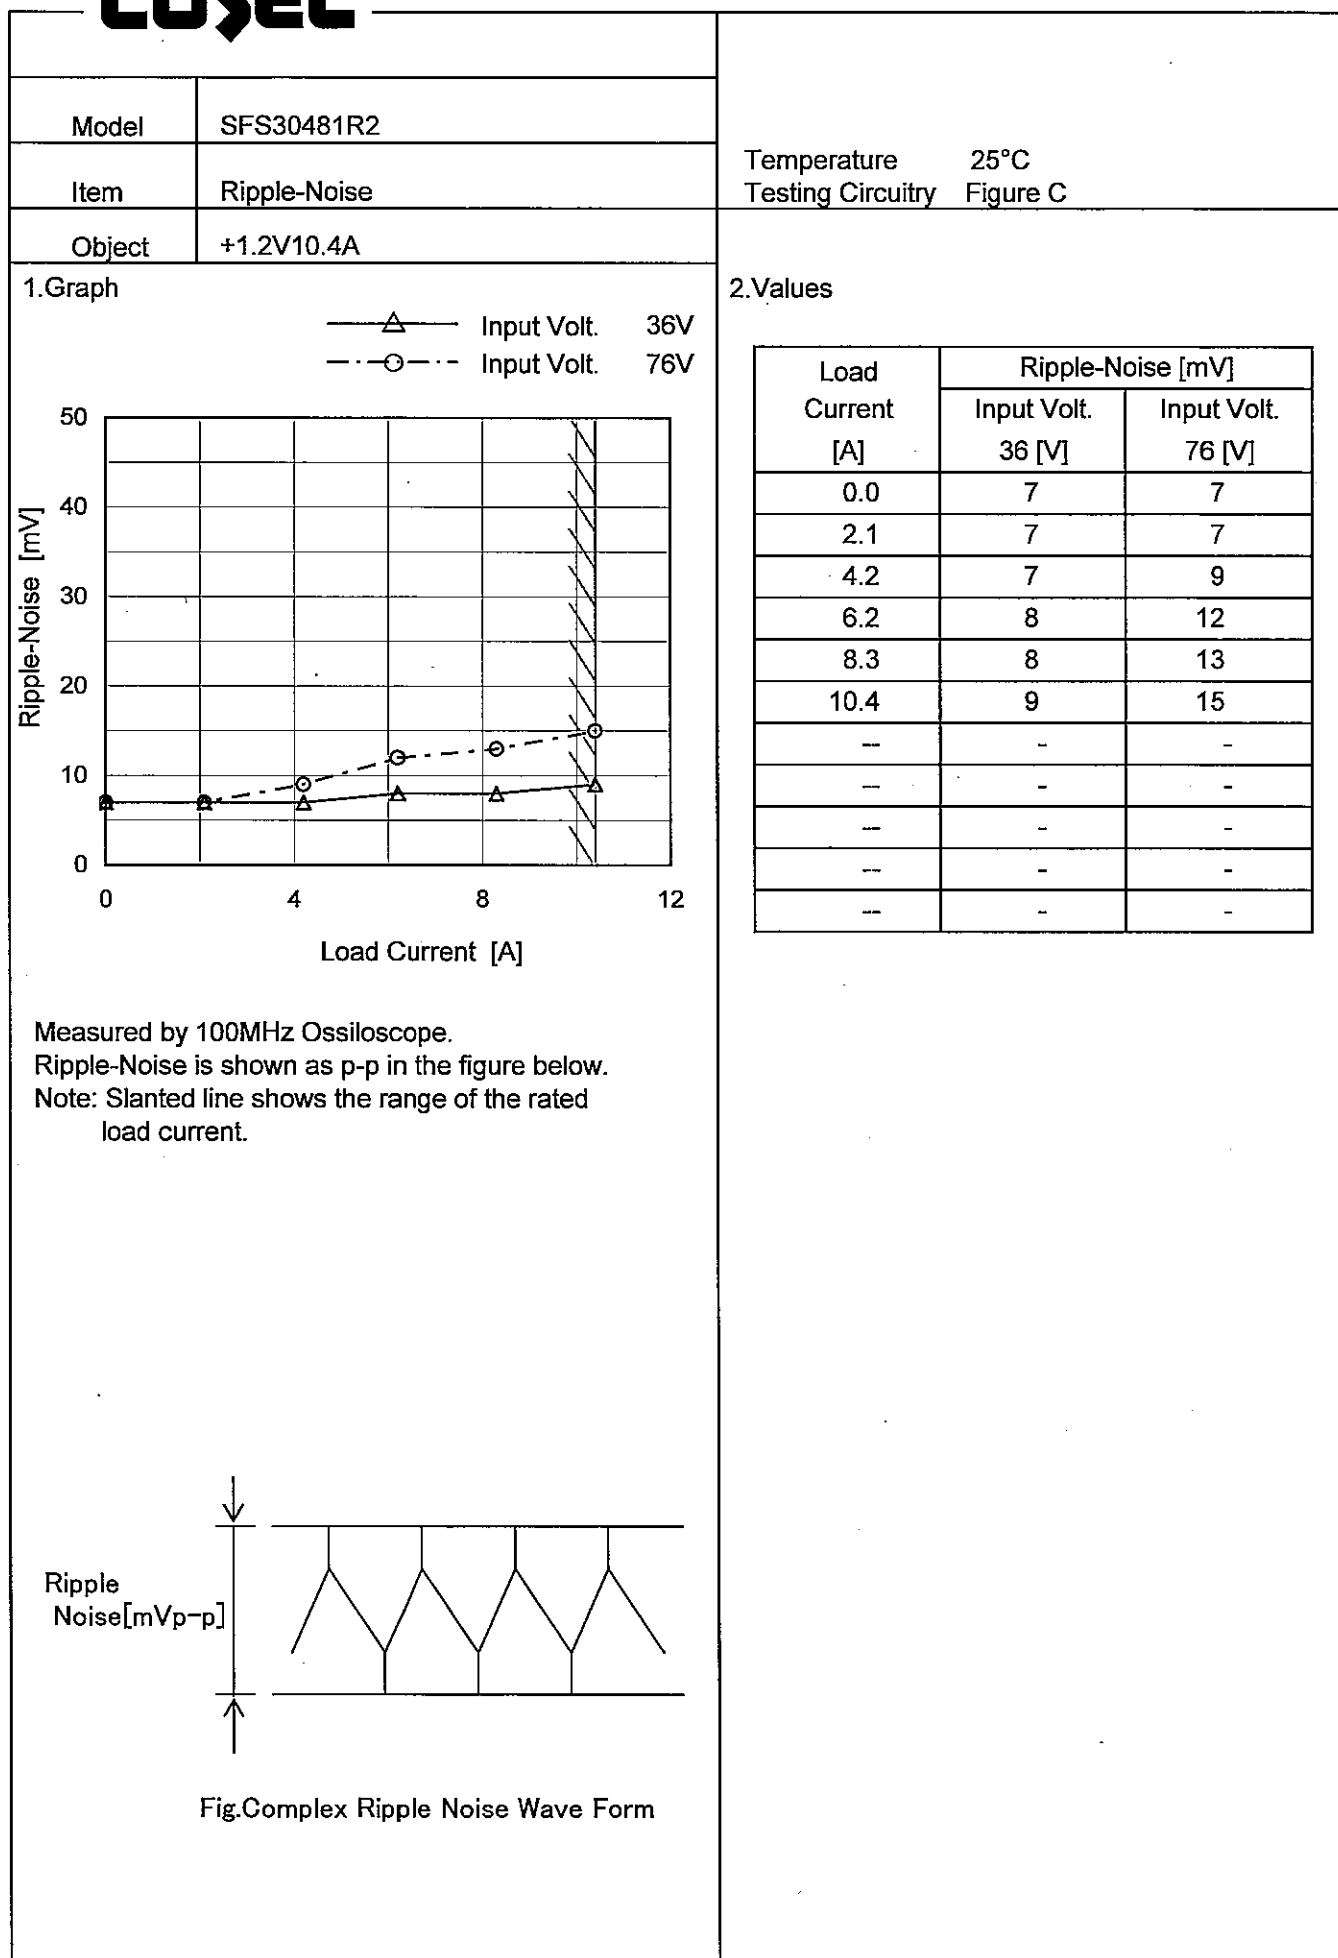 COSEL
Model SFS30481R2
Item Ripple-Noise
Object +1.2V10.4A
Temperature 25°C
Testing Circuitry Figure C
1.Graph
Input Volt. 36V
Input Volt. 76V
50
40
30
20
10
0
Ripple-Noise [mV]
0 4 8 12
Load Current [A]
Measured by 100MHz Ossiloscope.
Ripple-Noise is shown as p-p in the figure below.
Note: Slanted line shows the range of the rated
load current.
Ripple
Noise[mVp-p]
Fig.Complex Ripple Noise Wave Form
2.Values
Load Ripple-Noise [mV]
Current Input Volt. Input Volt.
[A] 36 [V] 76 [V]
0.0 7 7
2.1 7 7
4.2 7 9
6.2 8 12
8.3 8 13
10.4 9 15
-- - -
-- - -
-- - -
-- - -
-- - -